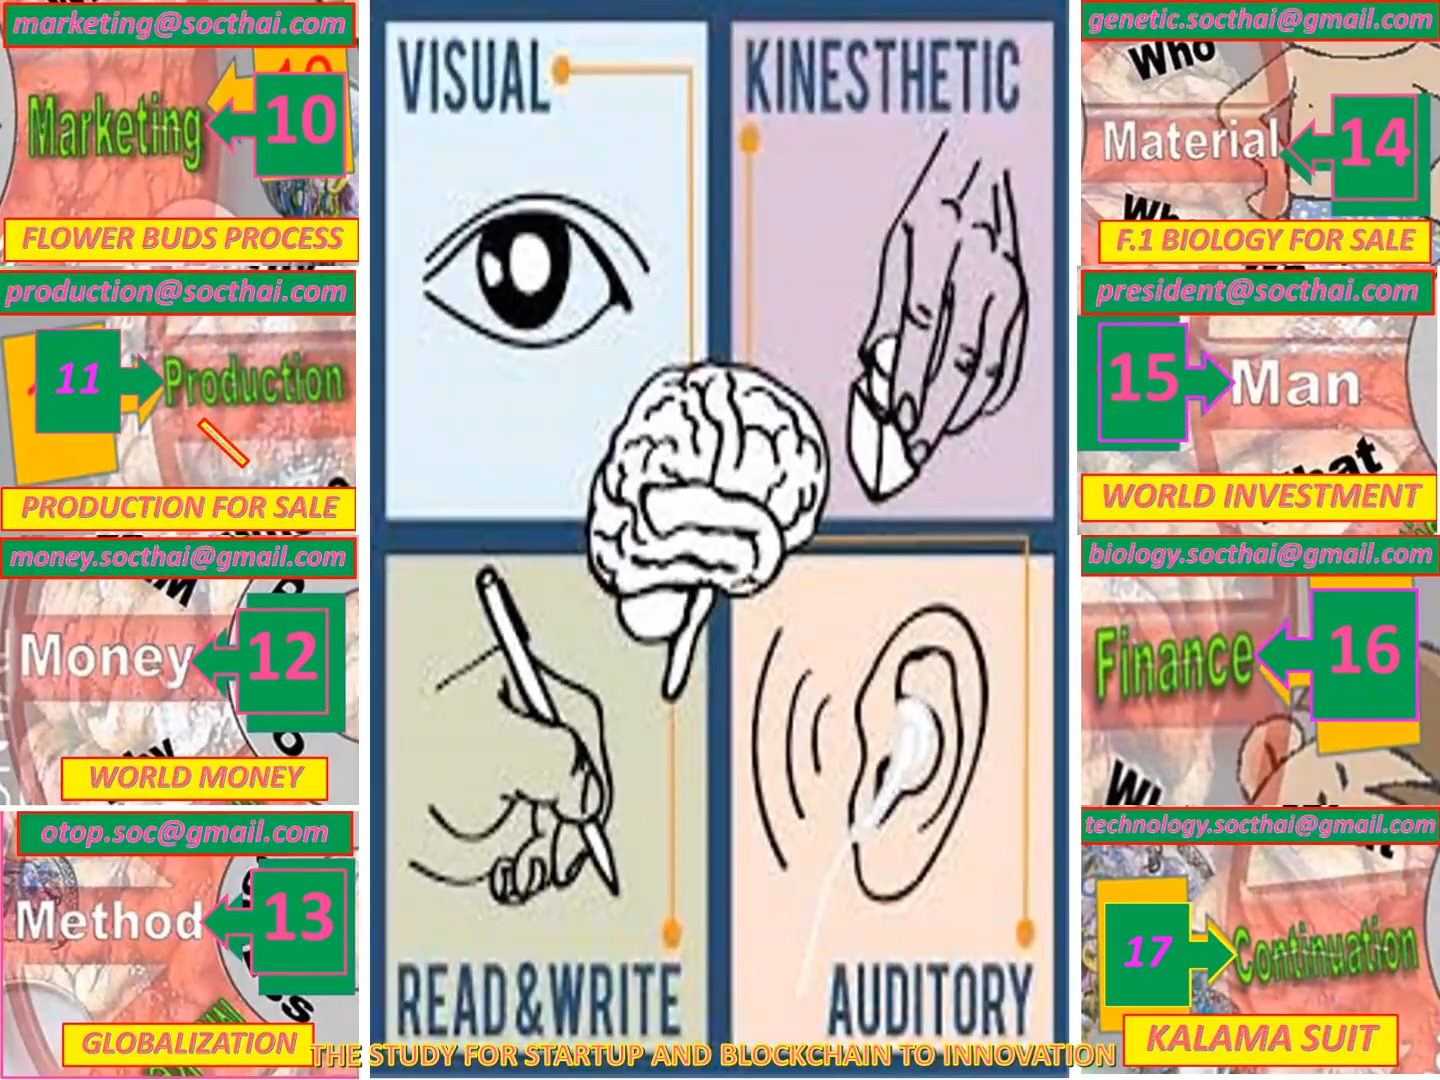 marketing@socthai.com
Marketing
10
FLOWER BUDS PROCESS
production@socthai.com
11
Production
PRODUCTION FOR SALE
money.socthai@gmail.com
Money
12
WORLD MONEY
otop.soc@gmail.com
Method
13
GLOBALIZATION
VISUAL
KINESTHETIC
READ&WRITE
AUDITORY
THE STUDY FOR STARTUP AND BLOCKCHAIN TO INNOVATION
genetic.socthai@gmail.com
Who
Material
14
F.1 BIOLOGY FOR SALE
president@socthai.com
15
Man
WORLD INVESTMENT
biology.socthai@gmail.com
Finance
16
technology.socthai@gmail.com
17
Continuation
KALAMA SUIT